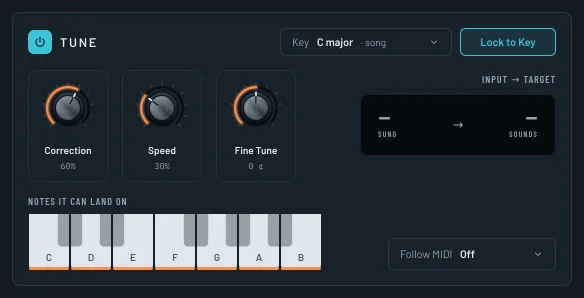 TUNE
Key C major · song
Lock to Key
INPUT → TARGET
Correction
60%
Speed
30%
Fine Tune
0 ¢
– → –
SUNG SOUNDS
NOTES IT CAN LAND ON
C D E F G A B
Follow MIDI Off